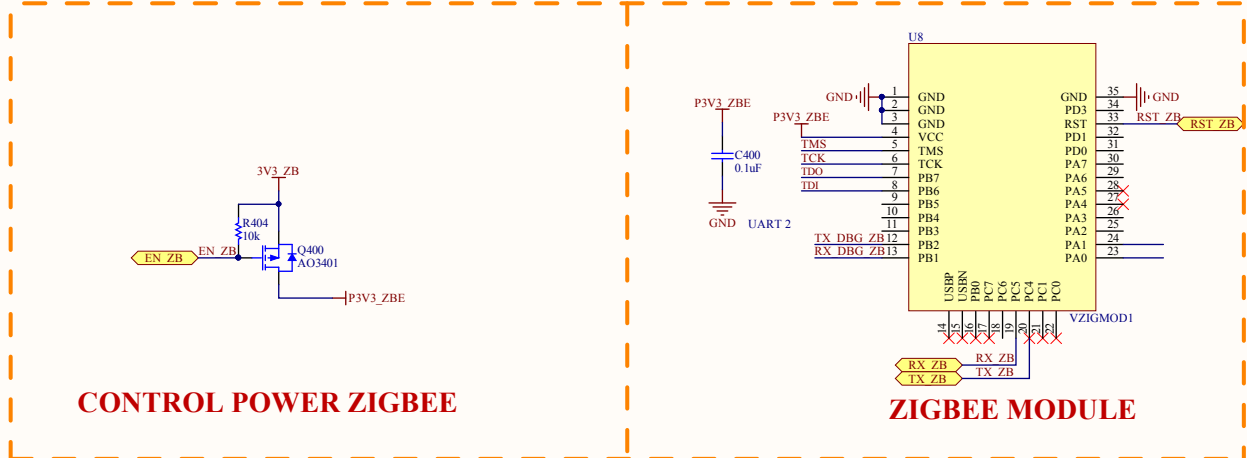 3V3_ZB
R404
10k
EN_ZB
EN_ZB
Q400
AO3401
P3V3_ZBE
CONTROL POWER ZIGBEE
U8
P3V3_ZBE
C400
0.1uF
GND
UART 2
GND
P3V3_ZBE
TMS
TCK
TDO
TDI
TX_DBG_ZB
RX_DBG_ZB
1 GND
2 GND
3 GND
4 VCC
5 TMS
6 TCK
7 PB7
8 PB6
9 PB5
10 PB4
11 PB3
12 PB2
13 PB1
GND 35
PD3 34
RST 33
PD1 32
PD0 31
PA7 30
PA6 29
PA5 28
PA4 27
PA3 26
PA2 25
PA1 24
PA0 23
GND
RST_ZB
RST_ZB
USBP 14
USBN 15
PB0 16
PC7 17
PC6 18
PC5 19
PC4 20
PC1 21
PC0 22
VZIGMOD1
RX_ZB
RX_ZB
TX_ZB
TX_ZB
ZIGBEE MODULE